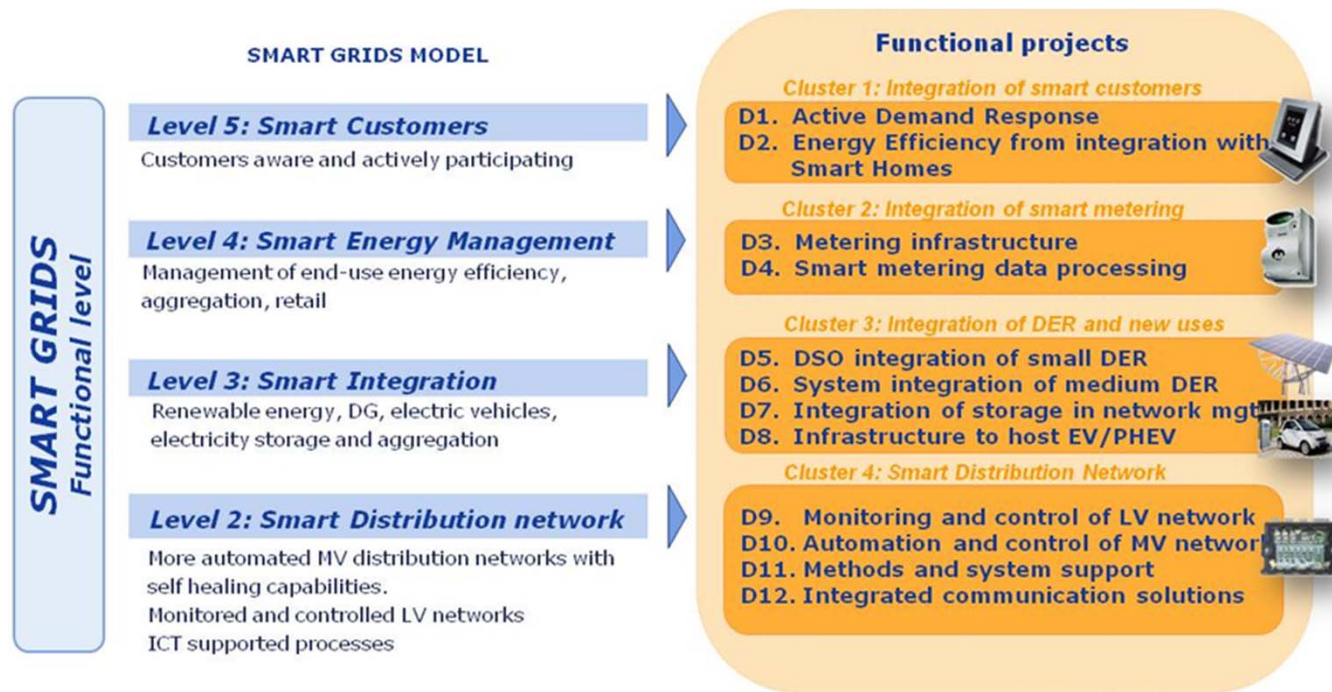 SMART GRIDS
Functional level
SMART GRIDS MODEL
Level 5: Smart Customers
Customers aware and actively participating
Level 4: Smart Energy Management
Management of end-use energy efficiency,
aggregation, retail
Level 3: Smart Integration
Renewable energy, DG, electric vehicles,
electricity storage and aggregation
Level 2: Smart Distribution network
More automated MV distribution networks with
self healing capabilities.
Monitored and controlled LV networks
ICT supported processes
Functional projects
Cluster 1: Integration of smart customers
D1. Active Demand Response
D2. Energy Efficiency from integration with
Smart Homes
Cluster 2: Integration of smart metering
D3. Metering infrastructure
D4. Smart metering data processing
Cluster 3: Integration of DER and new uses
D5. DSO integration of small DER
D6. System integration of medium DER
D7. Integration of storage in network mgt
D8. Infrastructure to host EV/PHEV
Cluster 4: Smart Distribution Network
D9. Monitoring and control of LV network
D10. Automation and control of MV network
D11. Methods and system support
D12. Integrated communication solutions